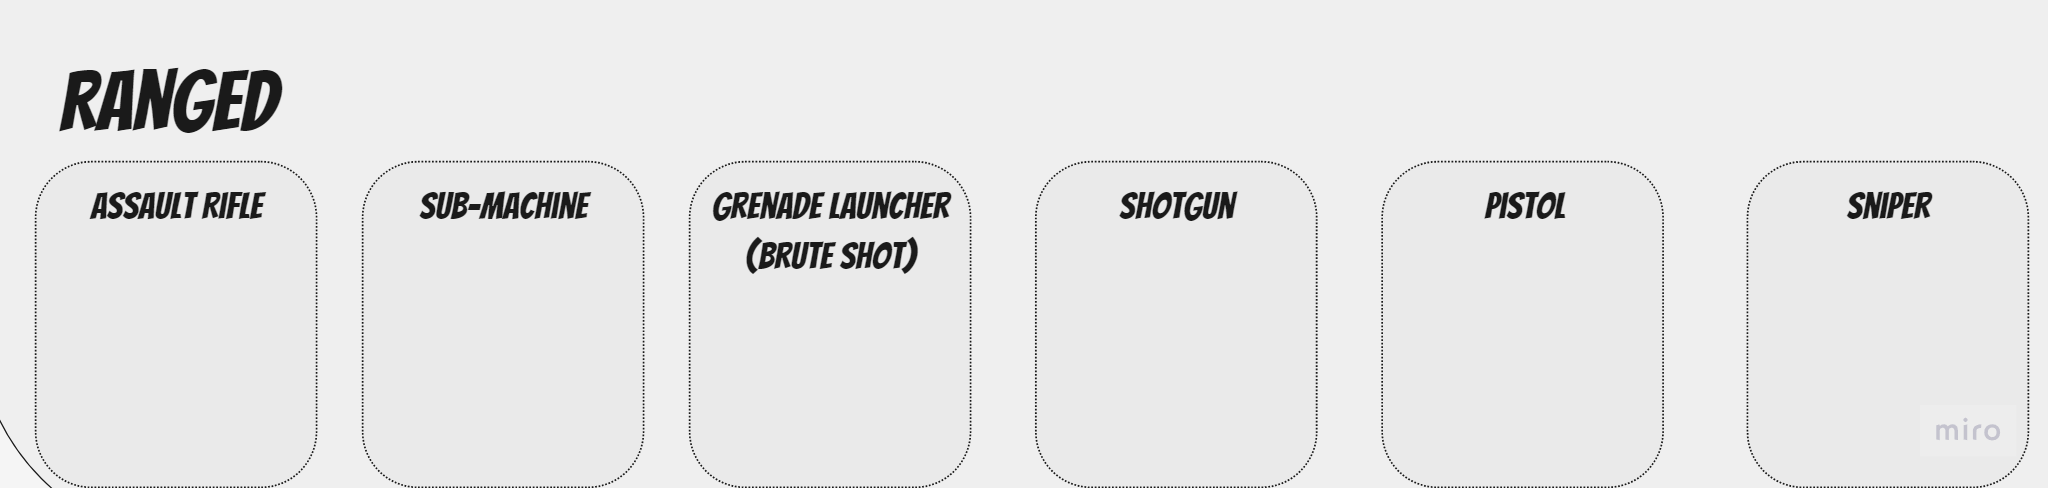 RANGED
ASSAULT RIFLE
SUB-MACHINE
GRENADE LAUNCHER
(BRUTE SHOT)
SHOTGUN
PISTOL
SNIPER
miro